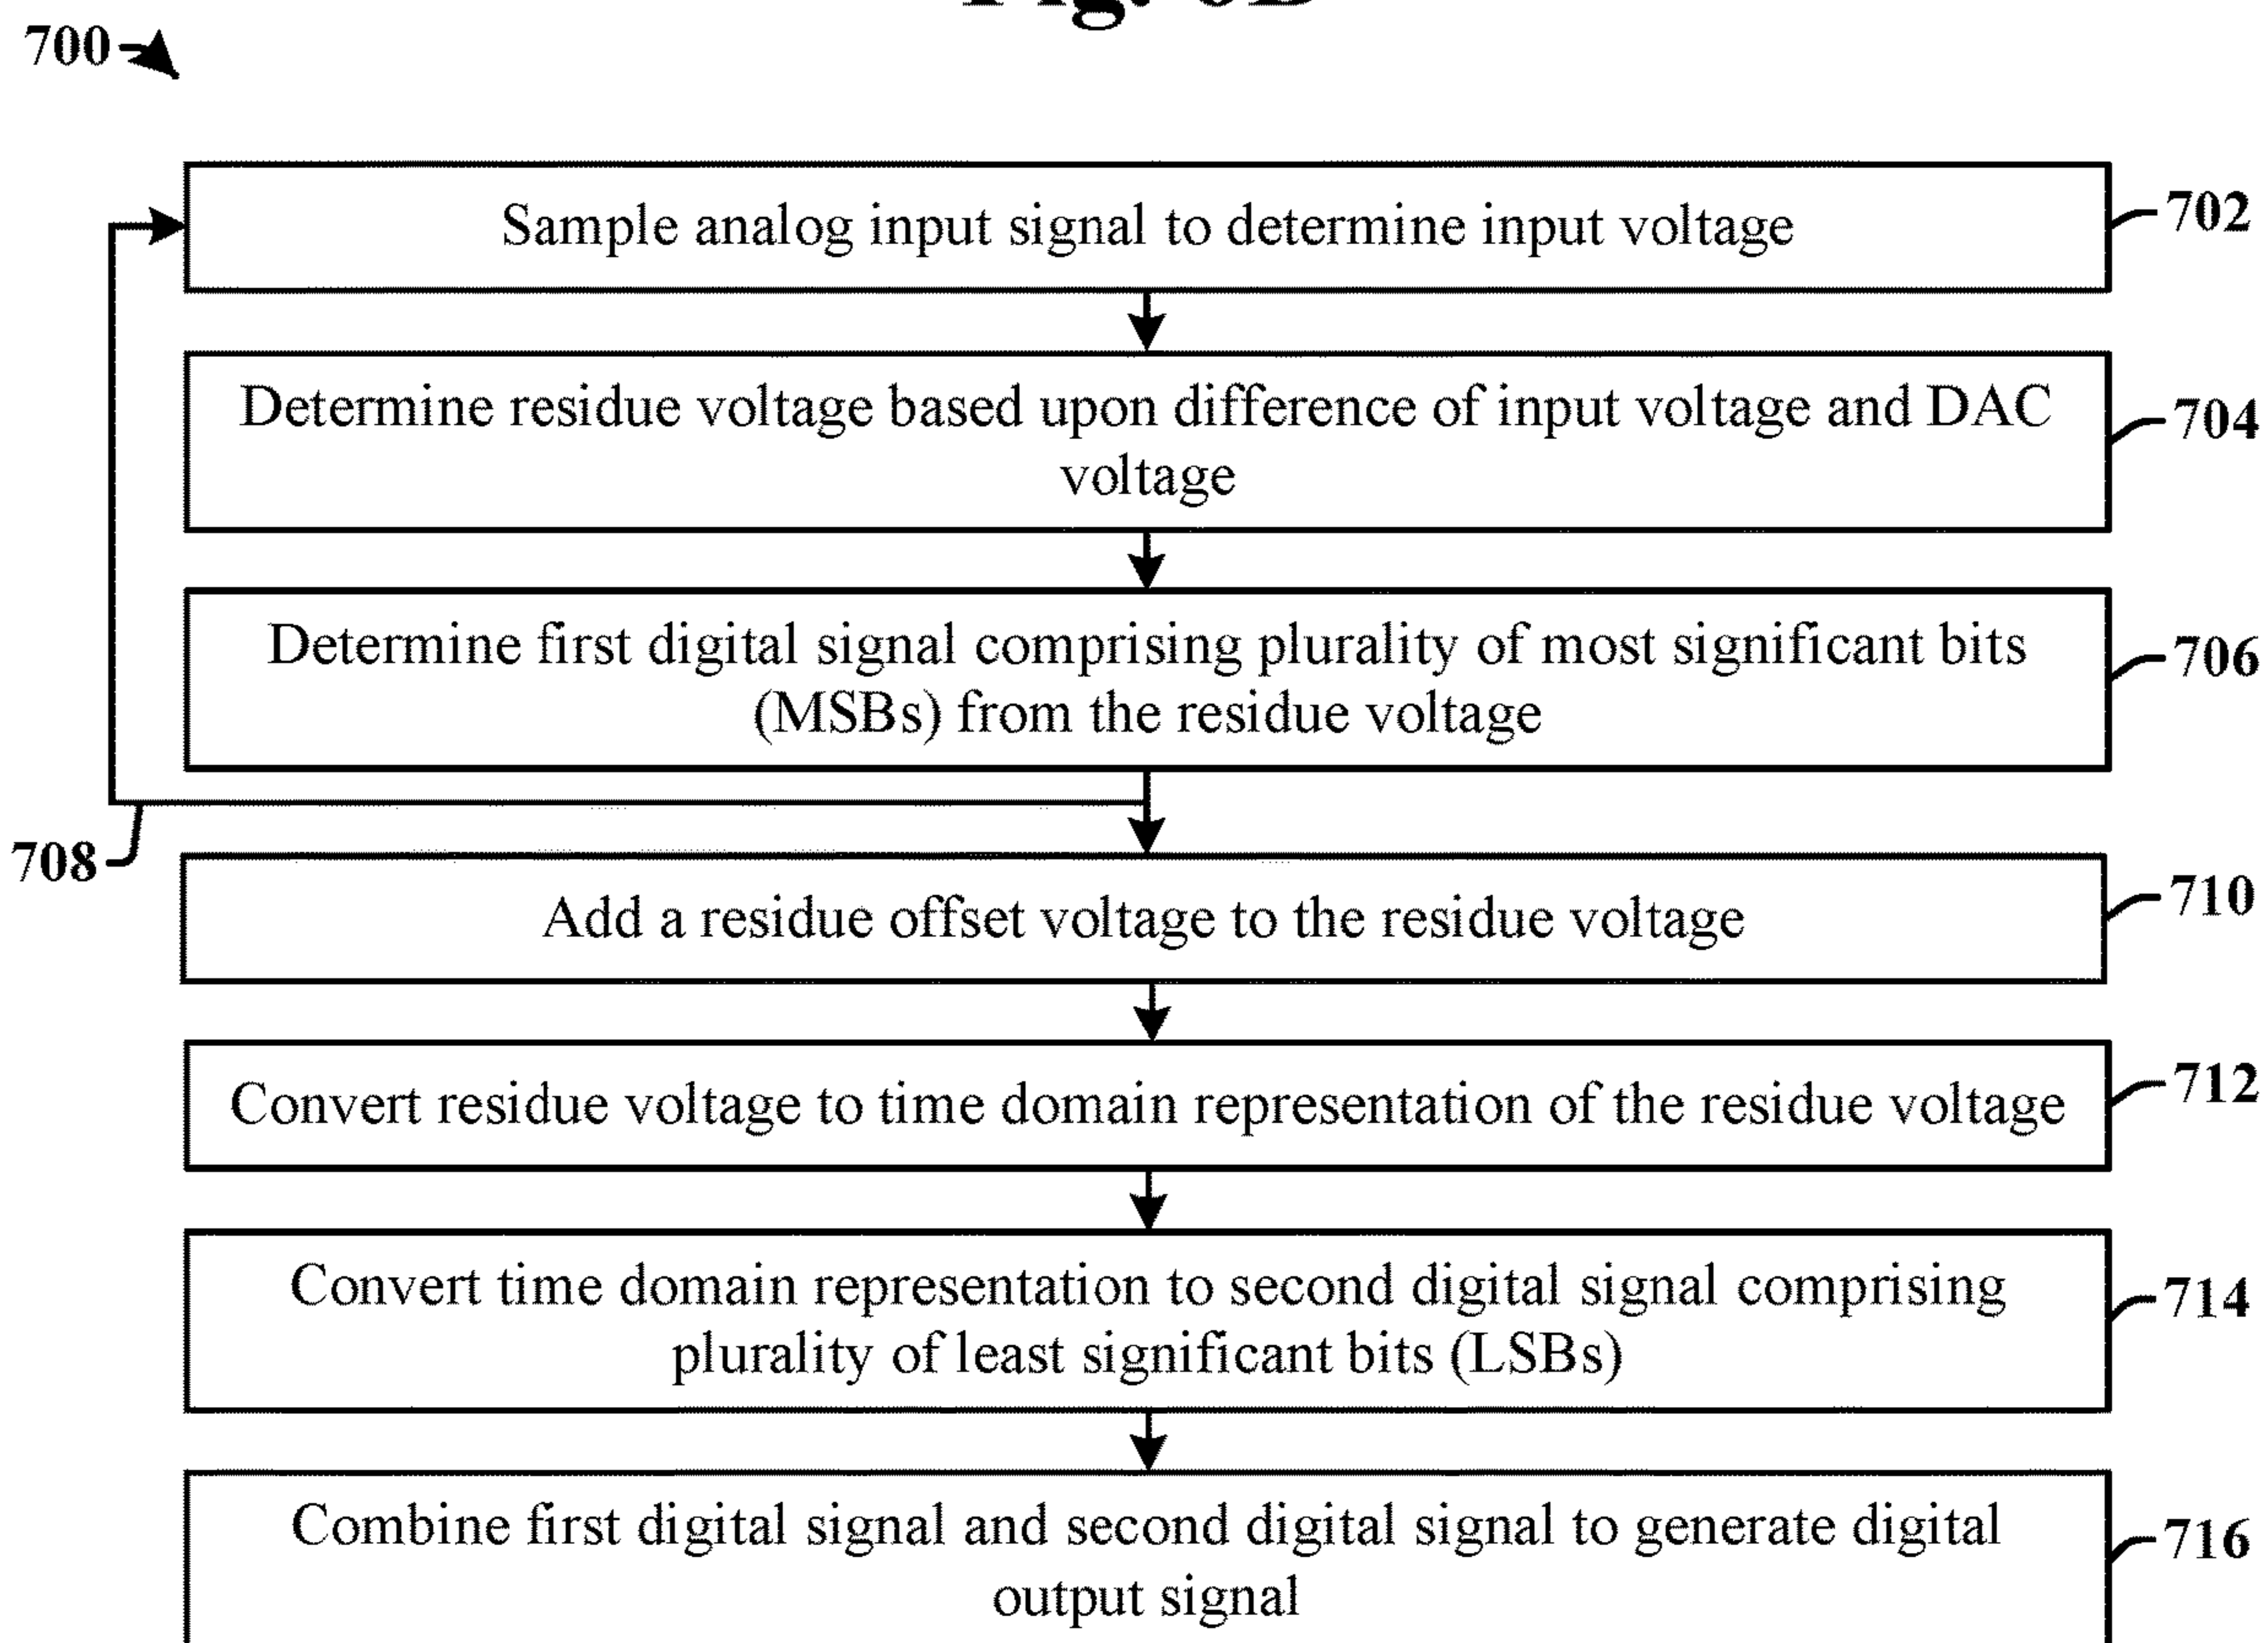 700
Sample analog input signal to determine input voltage
702
Determine residue voltage based upon difference of input voltage and DAC
voltage
704
Determine first digital signal comprising plurality of most significant bits
(MSBs) from the residue voltage
706
708
Add a residue offset voltage to the residue voltage
710
Convert residue voltage to time domain representation of the residue voltage
712
Convert time domain representation to second digital signal comprising
plurality of least significant bits (LSBs)
714
Combine first digital signal and second digital signal to generate digital
output signal
716